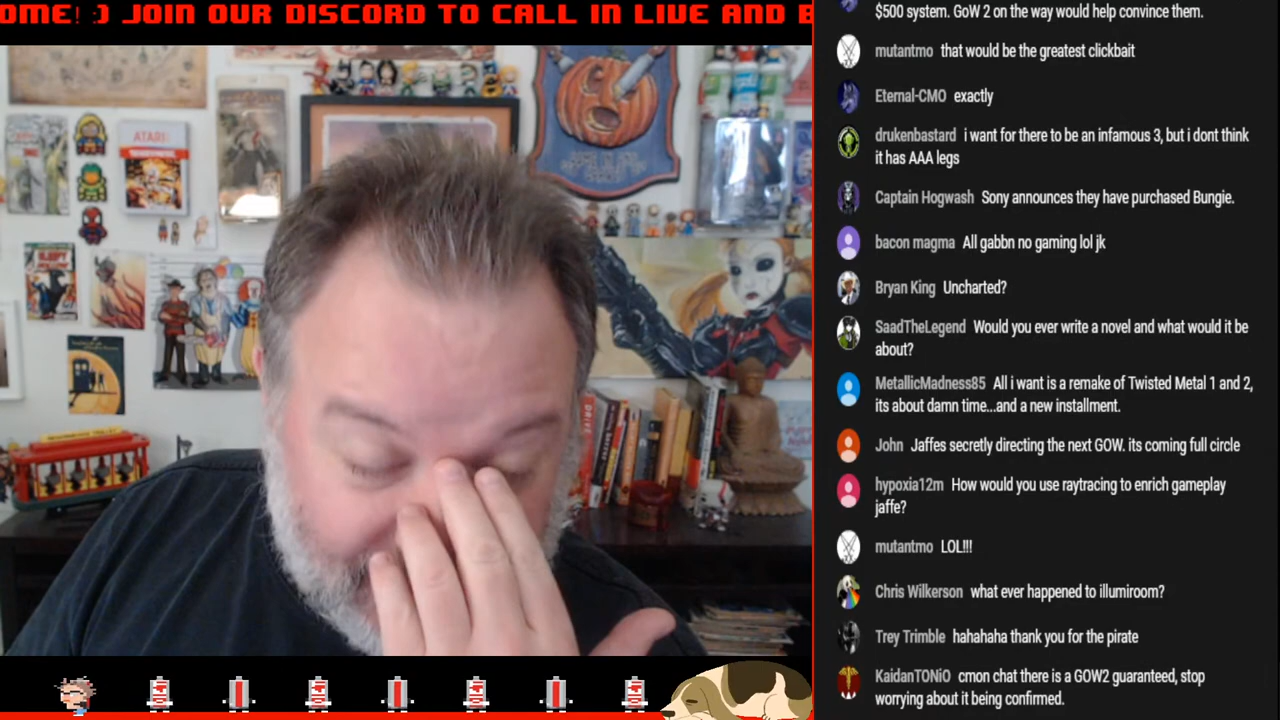 OME! :) JOIN OUR DISCORD TO CALL IN LIVE AND B
ATARI
DRIVE
$500 system. GoW 2 on the way would help convince them.
mutantmo that would be the greatest clickbait
Eternal-CMO exactly
drukenbastard i want for there to be an infamous 3, but i dont think
it has AAA legs
Captain Hogwash Sony announces they have purchased Bungie.
bacon magma All gabbn no gaming lol jk
Bryan King Uncharted?
SaadTheLegend Would you ever write a novel and what would it be
about?
MetallicMadness85 All i want is a remake of Twisted Metal 1 and 2,
its about damn time...and a new installment.
John Jaffes secretly directing the next GOW. its coming full circle
hypoxia12m How would you use raytracing to enrich gameplay
jaffe?
mutantmo LOL!!!
Chris Wilkerson what ever happened to illumiroom?
Trey Trimble hahahaha thank you for the pirate
KaidanTONiO cmon chat there is a GOW2 guaranteed, stop
worrying about it being confirmed.